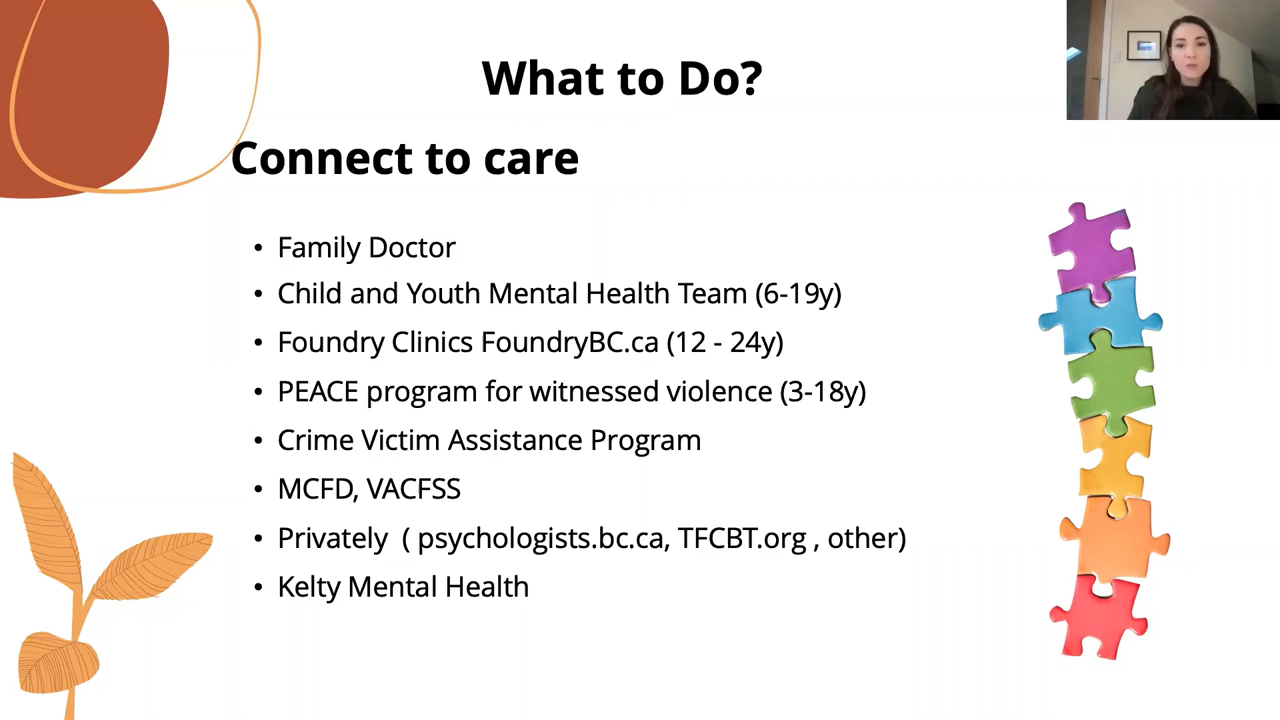 What to Do?
Connect to care
• Family Doctor
• Child and Youth Mental Health Team (6-19y)
• Foundry Clinics FoundryBC.ca (12 - 24y)
• PEACE program for witnessed violence (3-18y)
• Crime Victim Assistance Program
• MCFD, VACFSS
• Privately  ( psychologists.bc.ca, TFCBT.org , other)
• Kelty Mental Health